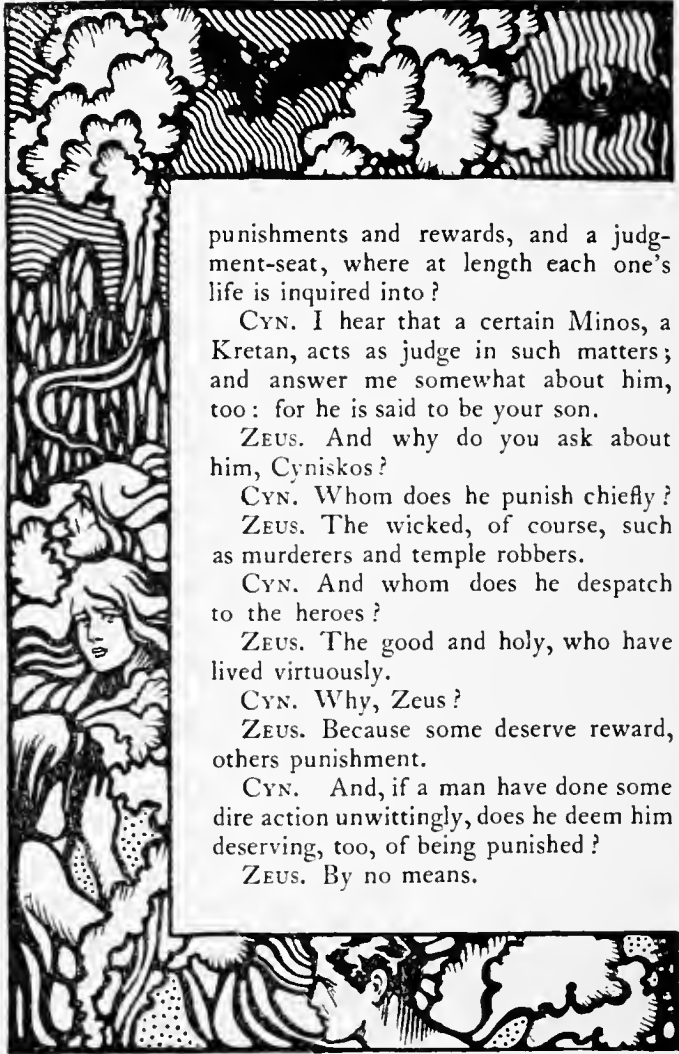 punishments and rewards, and a judg-
ment-seat, where at length each one's
life is inquired into ?
CYN. I hear that a certain Minos, a
Kretan, acts as judge in such matters ;
and answer me somewhat about him,
too : for he is said to be your son.
ZEUS. And why do you ask about
him, Cyniskos ?
CYN. Whom does he punish chiefly ?
ZEUS. The wicked, of course, such
as murderers and temple robbers.
CYN. And whom does he despatch
to the heroes ?
ZEUS. The good and holy, who have
lived virtuously.
CYN. Why, Zeus ?
ZEUS. Because some deserve reward,
others punishment.
CYN. And, if a man have done some
dire action unwittingly, does he deem him
deserving, too, of being punished ?
ZEUS. By no means.